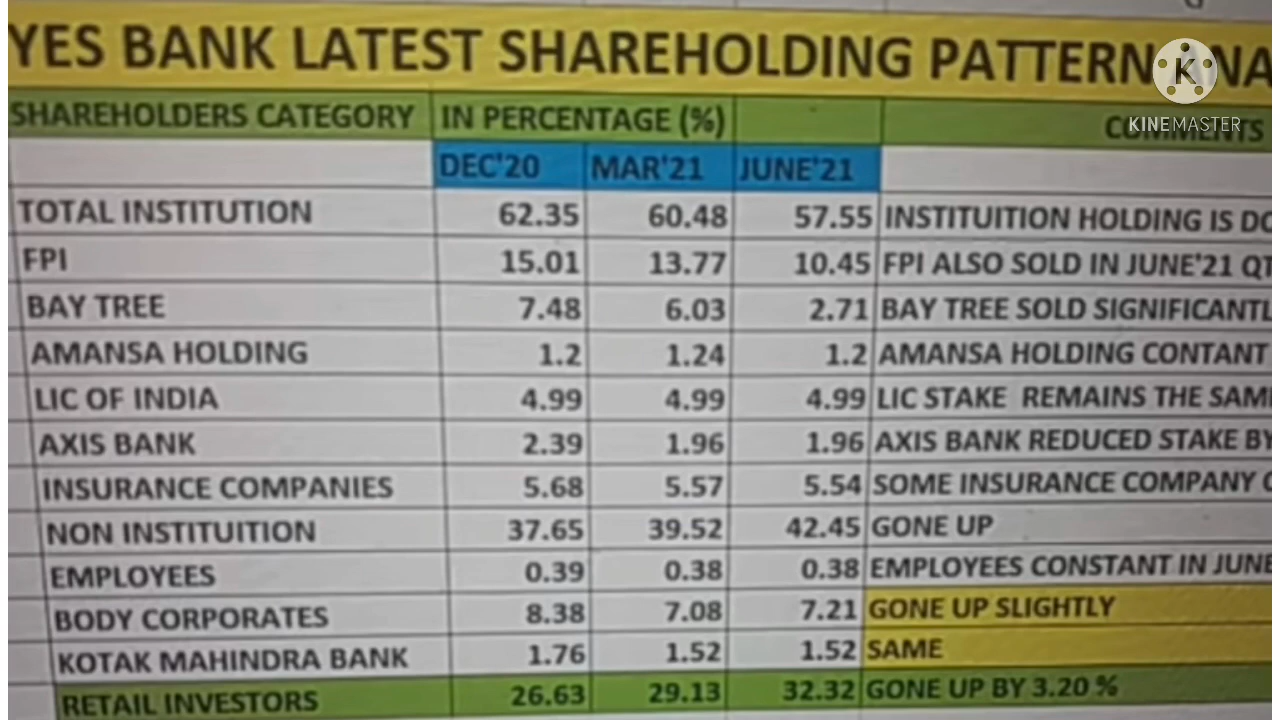 YES BANK LATEST SHAREHOLDING PATTERN
KINEMASTER
SHAREHOLDERS CATEGORY IN PERCENTAGE (%) COMMENTS
DEC'20 MAR'21 JUNE'21
TOTAL INSTITUTION 62.35 60.48 57.55 INSTITUITION HOLDING IS
FPI 15.01 13.77 10.45 FPI ALSO SOLD IN JUNE'21
BAY TREE 7.48 6.03 2.71 BAY TREE SOLD
AMANSA HOLDING 1.2 1.24 1.2 AMANSA HOLDING CONTANT
LIC OF INDIA 4.99 4.99 4.99 LIC STAKE REMAINS THE
AXIS BANK 2.39 1.96 1.96 AXIS BANK REDUCED STAKE BY
INSURANCE COMPANIES 5.68 5.57 5.54 SOME INSURANCE COMPANY
NON INSTITUITION 37.65 39.52 42.45 GONE UP
EMPLOYEES 0.39 0.38 0.38 EMPLOYEES CONSTANT IN JUNE
BODY CORPORATES 8.38 7.08 7.21 GONE UP SLIGHTLY
KOTAK MAHINDRA BANK 1.76 1.52 1.52 SAME
RETAIL INVESTORS 26.63 29.13 32.32 GONE UP BY 3.20 %